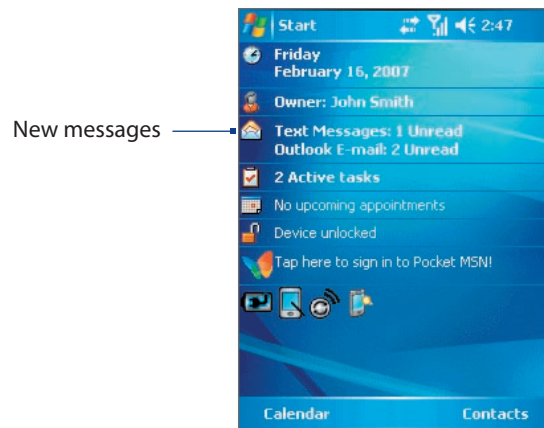 Start 2:47
Friday
February 16, 2007
Owner: John Smith
New messages
Text Messages: 1 Unread
Outlook E-mail: 2 Unread
2 Active tasks
No upcoming appointments
Device unlocked
Tap here to sign in to Pocket MSN!
Calendar Contacts